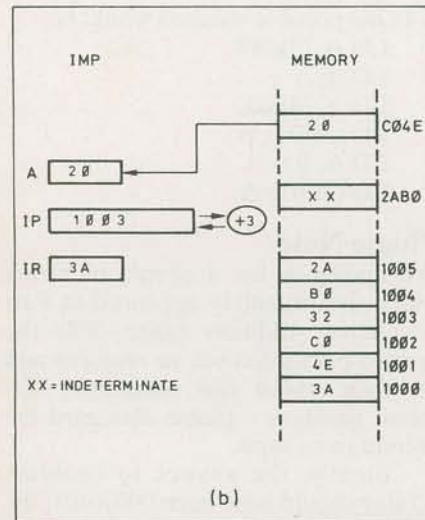 IMP MEMORY
2Ø CØ4E
A 2Ø
X X 2ABØ
IP 1ØØ3 +3
IR 3A 2A 1ØØ5
BØ 1ØØ4
32 1ØØ3
CØ 1ØØ2
XX = INDETERMINATE 4E 1ØØ1
3A 1ØØØ
(b)